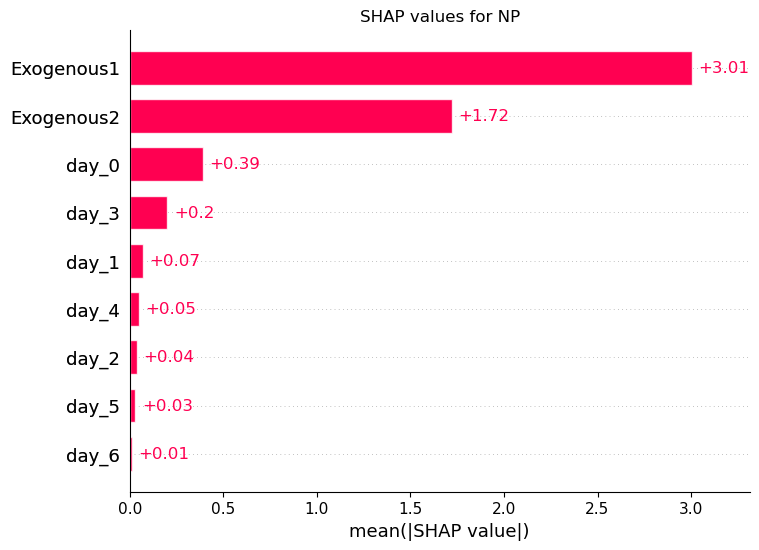 SHAP values for NP
Exogenous1 +3.01
Exogenous2 +1.72
day_0 +0.39
day_3 +0.2
day_1 +0.07
day_4 +0.05
day_2 +0.04
day_5 +0.03
day_6 +0.01
0.0 0.5 1.0 1.5 2.0 2.5 3.0
mean(|SHAP value|)